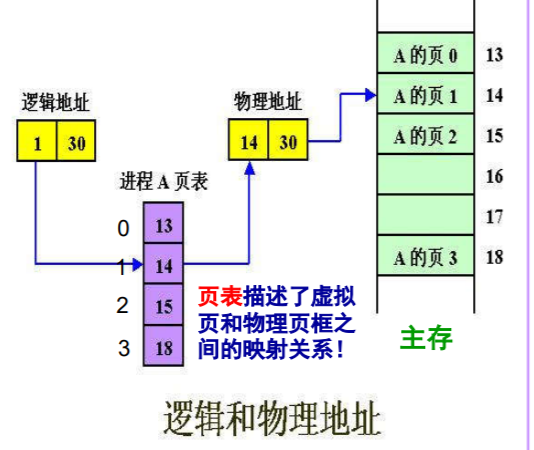 逻辑地址
1 30
物理地址
14 30
进程 A 页表
0 13
1 14
2 15
3 18
页表描述了虚拟
页和物理页框之
间的映射关系！
A 的页 0 13
A 的页 1 14
A 的页 2 15
16
17
A 的页 3 18
主存
逻辑和物理地址